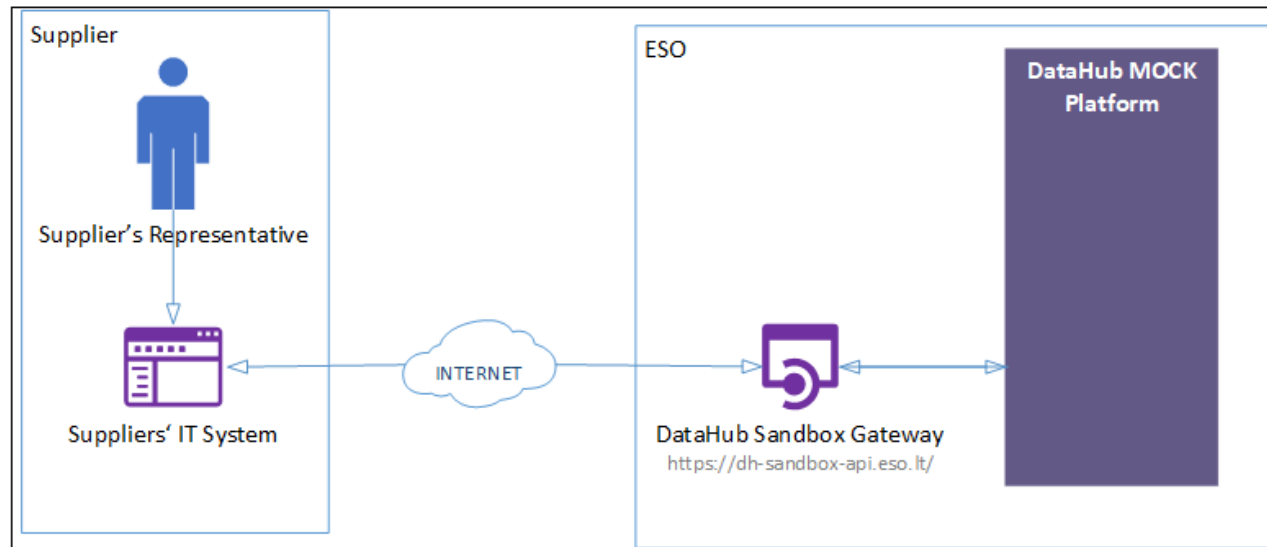 Supplier
Supplier's Representative
Suppliers‘ IT System
INTERNET
ESO
DataHub MOCK
Platform
DataHub Sandbox Gateway
https://dh-sandbox-api.eso.lt/